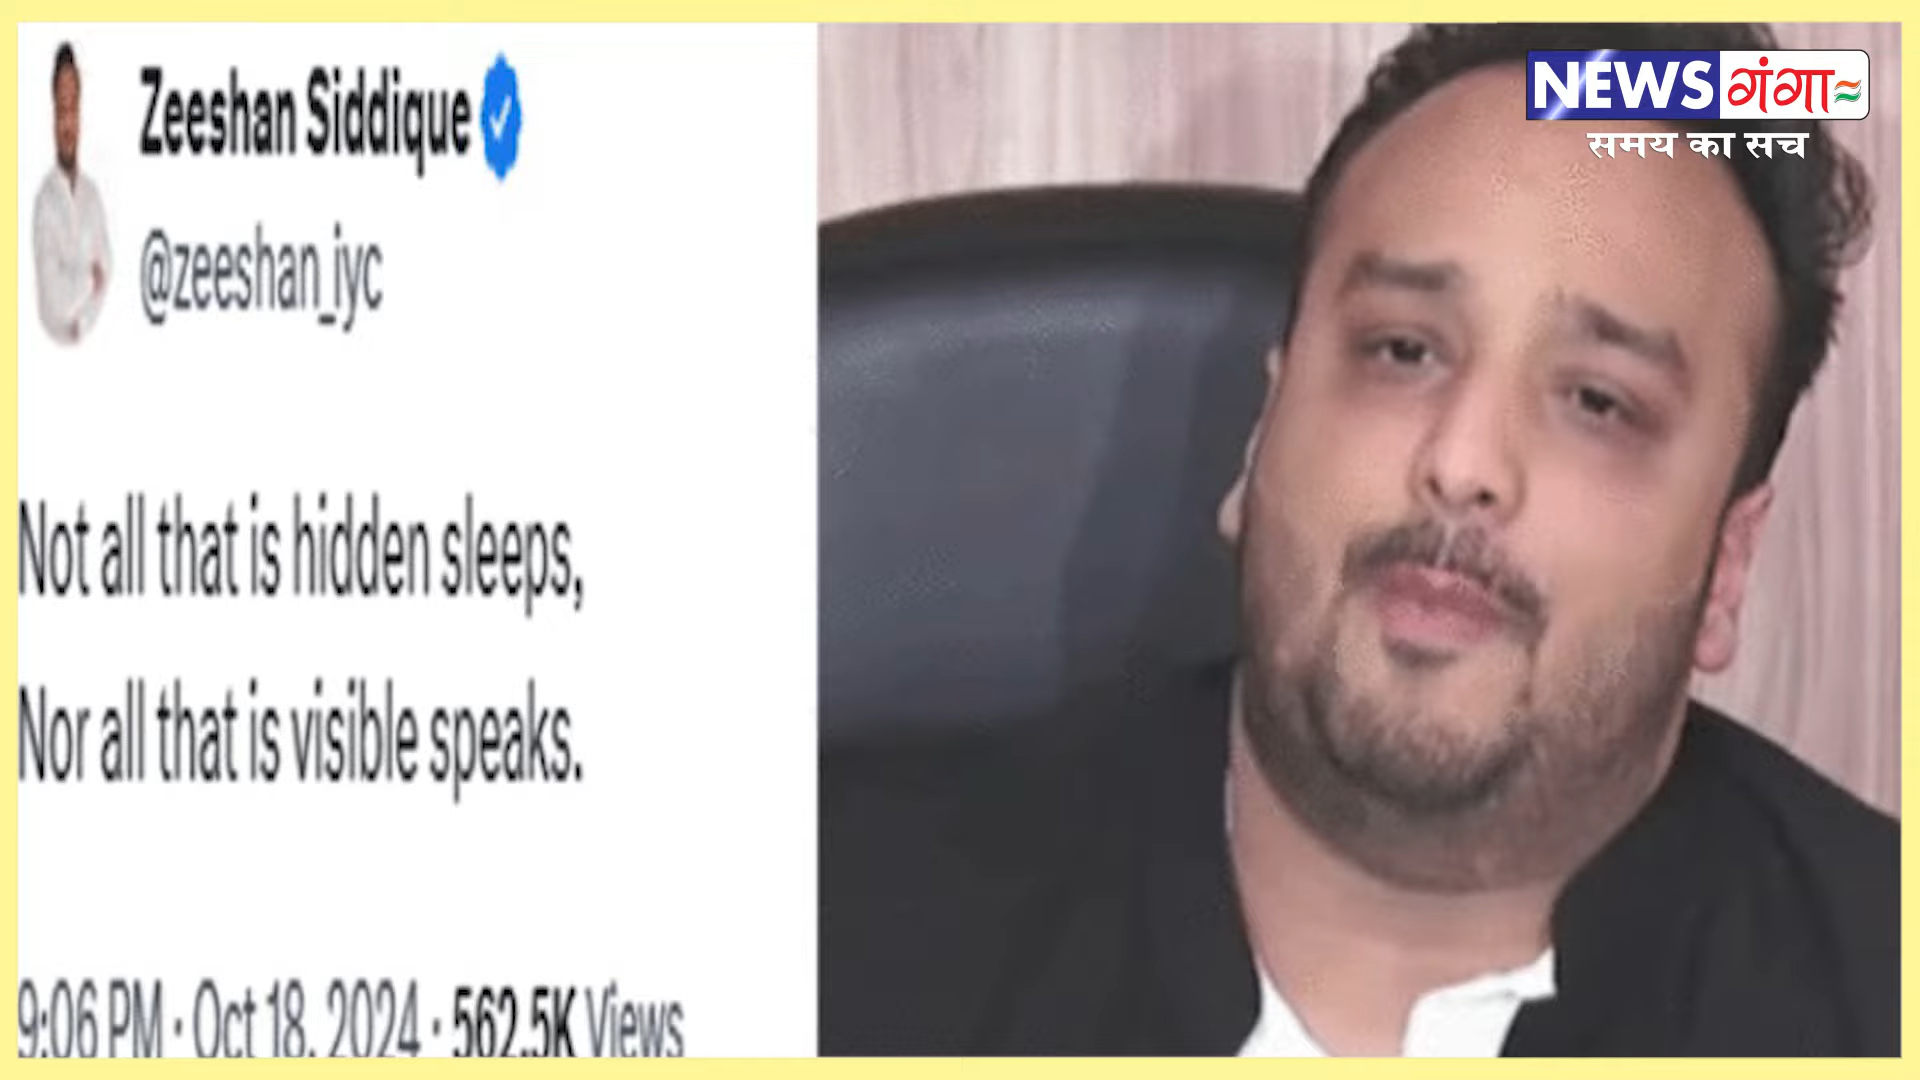 Zeeshan Siddique
@zeeshan_iyc
Not all that is hidden sleeps,
Nor all that is visible speaks.
9:06 PM · Oct 18, 2024 · 562.5K Views
NEWS गंगा
समय का सच